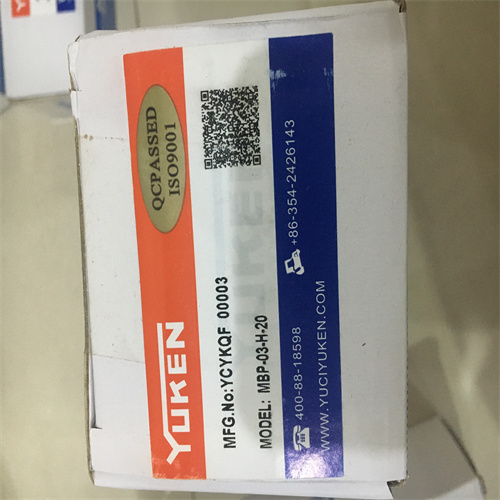 YUKEN
QCPASSED
ISO9001
MFG.No:YCYKQF 00003
MODEL: MBP-03-H-20
400-88-18598
+86-354-2426143
WWW.YUCIYUKEN.COM